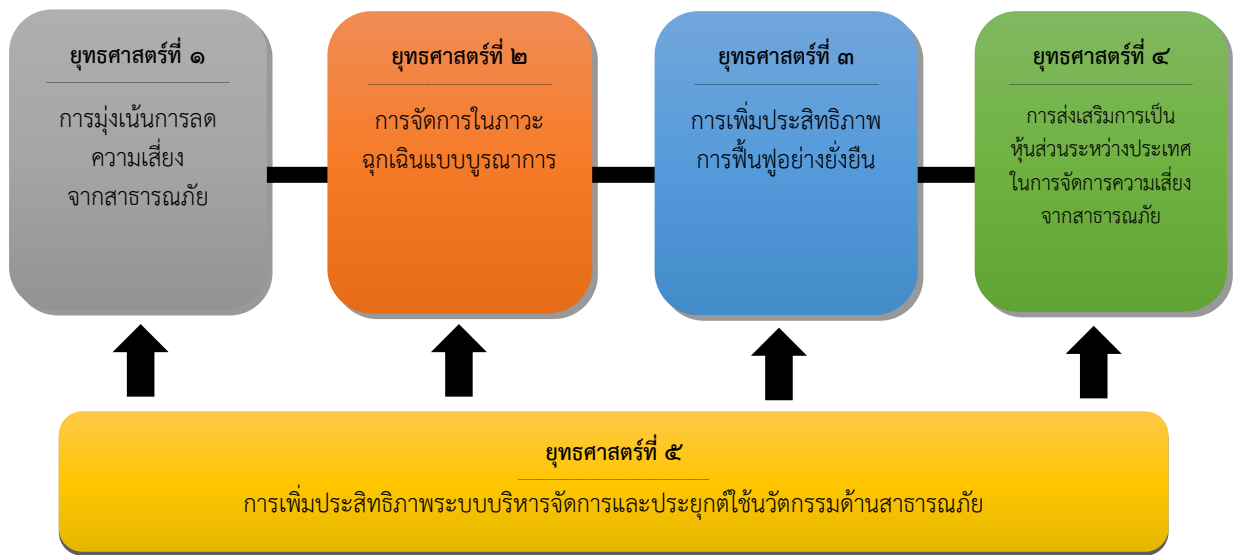 ยุทธศาสตร์ที่ ๑
การมุ่งเน้นการลด
ความเสี่ยง
จากสาธารณภัย
ยุทธศาสตร์ที่ ๒
การจัดการในภาวะ
ฉุกเฉินแบบบูรณาการ
ยุทธศาสตร์ที่ ๓
การเพิ่มประสิทธิภาพ
การฟื้นฟูอย่างยั่งยืน
ยุทธศาสตร์ที่ ๔
การส่งเสริมการเป็น
หุ้นส่วนระหว่างประเทศ
ในการจัดการความเสี่ยง
จากสาธารณภัย
ยุทธศาสตร์ที่ ๕
การเพิ่มประสิทธิภาพระบบบริหารจัดการและประยุกต์ใช้นวัตกรรมด้านสาธารณภัย